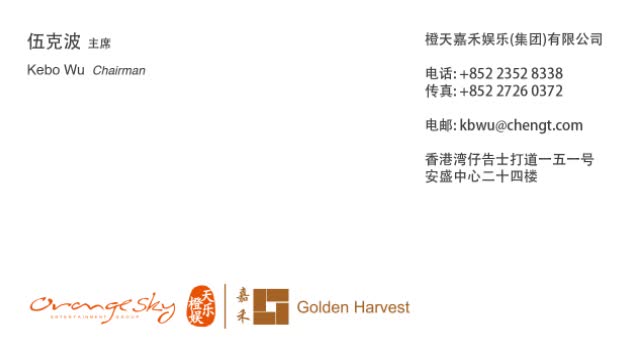 伍克波 主席
Kebo Wu Chairman
橙天嘉禾娱乐(集团)有限公司
电话: +852 2352 8338
传真: +852 2726 0372
电邮: kbwu@chengt.com
香港湾仔告士打道一五一号
安盛中心二十四楼
orange sky
ENTERTAINMENT GROUP
橙天娱乐
嘉禾
Golden Harvest